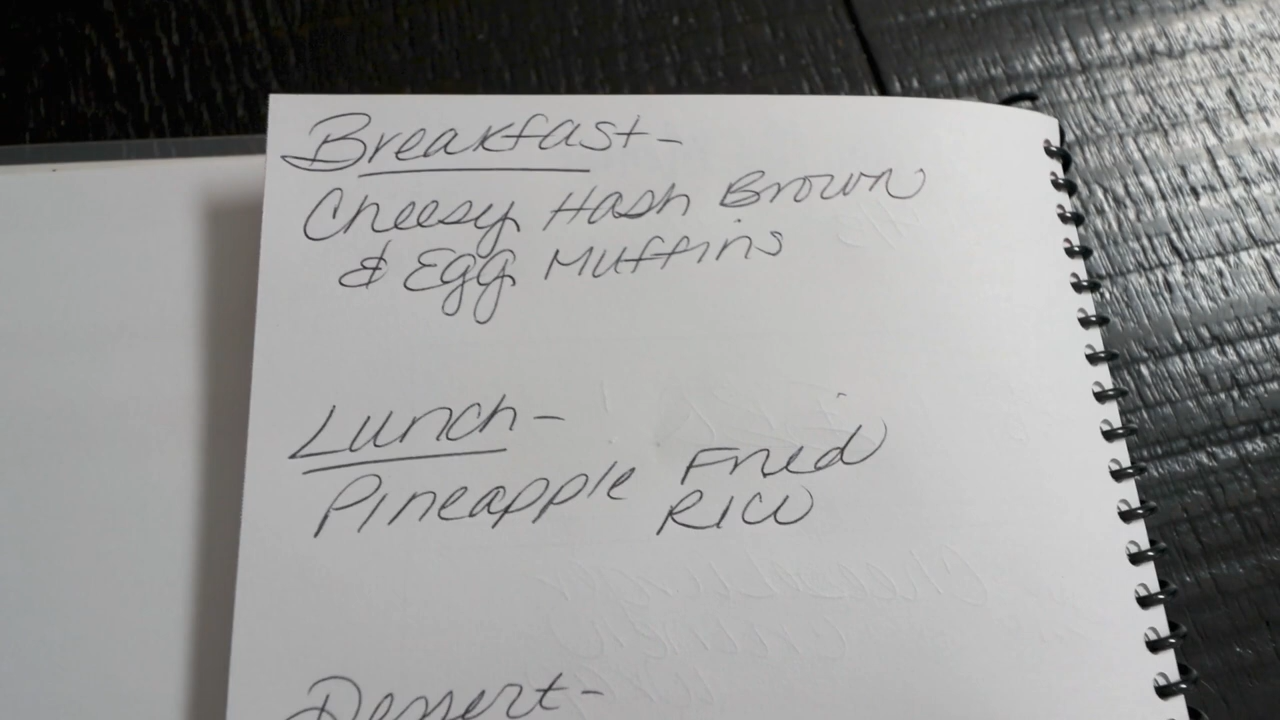 Breakfast-
Cheesy Hash Brown
& Egg Muffins
Lunch-
Pineapple Fried
Rice
Dessert-